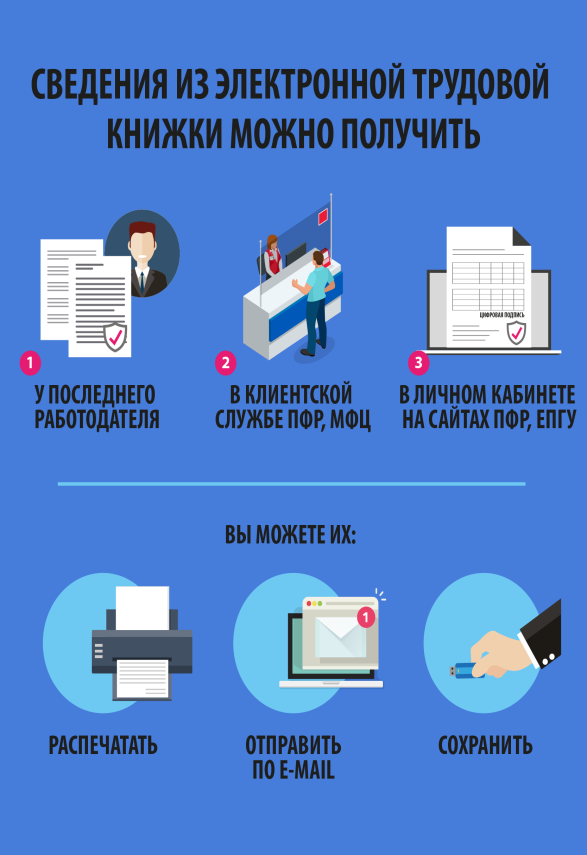 СВЕДЕНИЯ ИЗ ЭЛЕКТРОННОЙ ТРУДОВОЙ
КНИЖКИ МОЖНО ПОЛУЧИТЬ
ЦИФРОВАЯ ПОДПИСЬ
1
2
3
У ПОСЛЕДНЕГО
РАБОТОДАТЕЛЯ
В КЛИЕНТСКОЙ
СЛУЖБЕ ПФР, МФЦ
В ЛИЧНОМ КАБИНЕТЕ
НА САЙТАХ ПФР, ЕПГУ
ВЫ МОЖЕТЕ ИХ:
1
РАСПЕЧАТАТЬ
ОТПРАВИТЬ
ПО E-MAIL
СОХРАНИТЬ